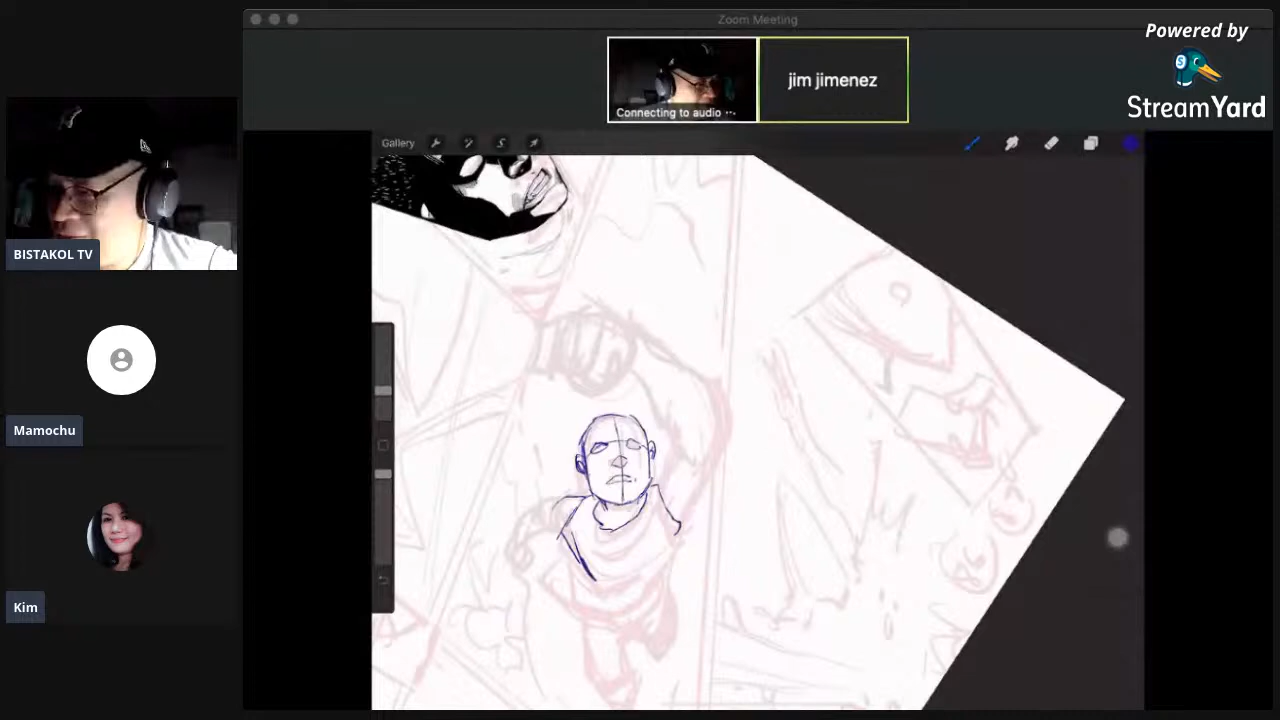 Zoom Meeting
Powered by
StreamYard
Connecting to audio ···
jim jimenez
Gallery
BISTAKOL TV
Mamochu
Kim